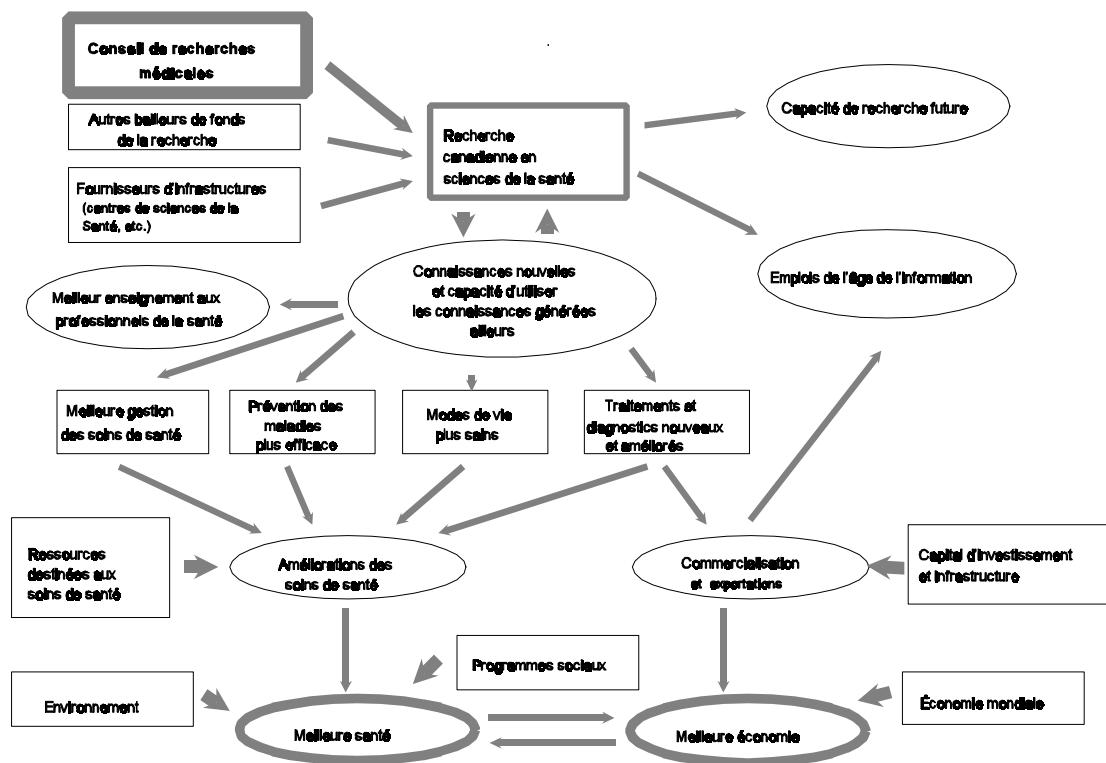 Conseil de recherches
médicales
Autres bailleurs de fonds
de la recherche
Fournisseurs d'infrastructures
(centres de sciences de la
Santé, etc.)
Recherche
canadienne en
sciences de la santé
Capacité de recherche future
Emplois de l'âge de l'information
Connaissances nouvelles
et capacité d'utiliser
les connaissances générées
ailleurs
Meilleur enseignement aux
professionnels de la santé
Meilleure gestion
des soins de santé
Prévention des
maladies
plus efficace
Modes de vie
plus sains
Traitements et
diagnostics nouveaux
et améliorés
Ressources
destinées aux
soins de santé
Améliorations des
soins de santé
Commercialisation
et exportations
Capital d'investissement
et infrastructure
Programmes sociaux
Environnement
Meilleure santé
Meilleure économie
Économie mondiale